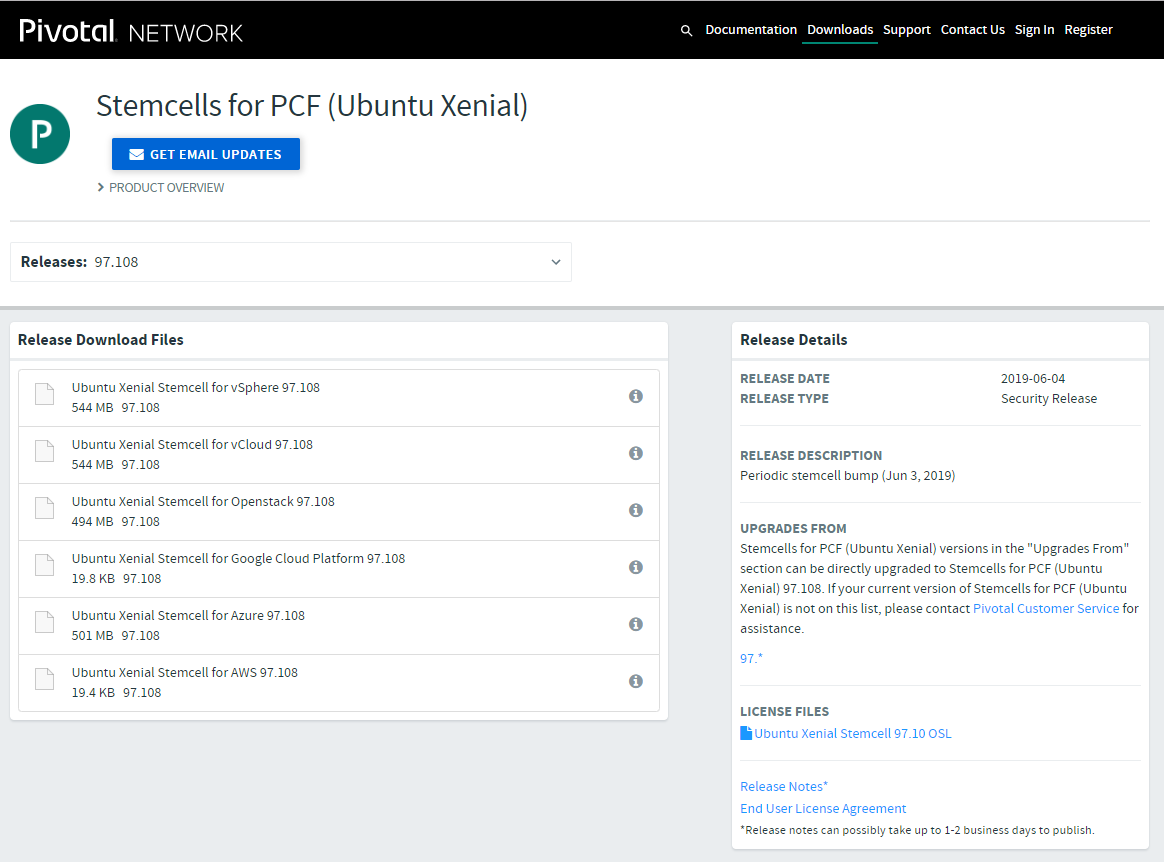 Pivotal NETWORK
Documentation Downloads Support Contact Us Sign In Register
P
Stemcells for PCF (Ubuntu Xenial)
GET EMAIL UPDATES
PRODUCT OVERVIEW
Releases: 97.108
Release Download Files
Ubuntu Xenial Stemcell for vSphere 97.108
544 MB 97.108
Ubuntu Xenial Stemcell for vCloud 97.108
544 MB 97.108
Ubuntu Xenial Stemcell for Openstack 97.108
494 MB 97.108
Ubuntu Xenial Stemcell for Google Cloud Platform 97.108
19.8 KB 97.108
Ubuntu Xenial Stemcell for Azure 97.108
501 MB 97.108
Ubuntu Xenial Stemcell for AWS 97.108
19.4 KB 97.108
Release Details
RELEASE DATE 2019-06-04
RELEASE TYPE Security Release
RELEASE DESCRIPTION
Periodic stemcell bump (Jun 3, 2019)
UPGRADES FROM
Stemcells for PCF (Ubuntu Xenial) versions in the "Upgrades From"
section can be directly upgraded to Stemcells for PCF (Ubuntu
Xenial) 97.108. If your current version of Stemcells for PCF (Ubuntu
Xenial) is not on this list, please contact Pivotal Customer Service for
assistance.
97.*
LICENSE FILES
Ubuntu Xenial Stemcell 97.10 OSL
Release Notes*
End User License Agreement
*Release notes can possibly take up to 1-2 business days to publish.